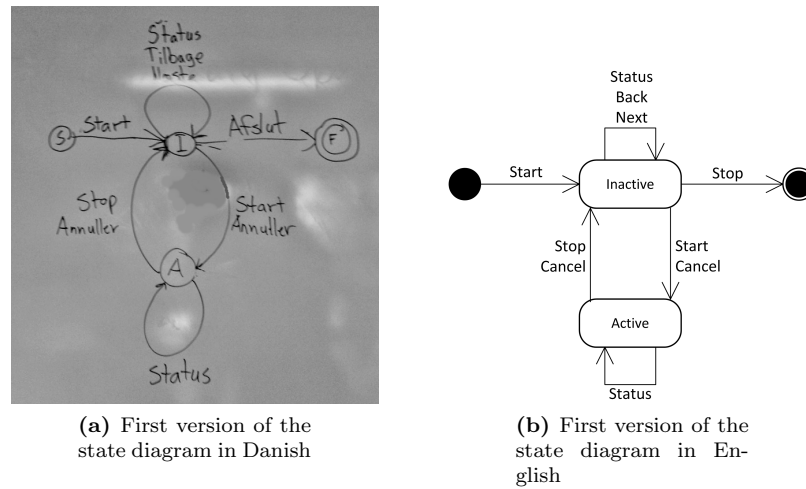 Status
Tilbage
Start
I
Afslut
F
Stop
Annuller
Start
Annuller
A
Status
(a) First version of the
state diagram in Danish
Status
Back
Next
Start
Inactive
Stop
Stop
Cancel
Start
Cancel
Active
Status
(b) First version of the
state diagram in En-
glish